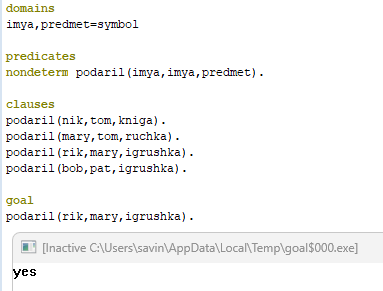 domains
imya,predmet=symbol
predicates
nondeterm podaril(imya,imya,predmet).
clauses
podaril(nik,tom,kniga).
podaril(mary,tom,ruchka).
podaril(rik,mary,igrushka).
podaril(bob,pat,igrushka).
goal
podaril(rik,mary,igrushka).
[Inactive C:\Users\savin\AppData\Local\Temp\goal$000.exe]
yes